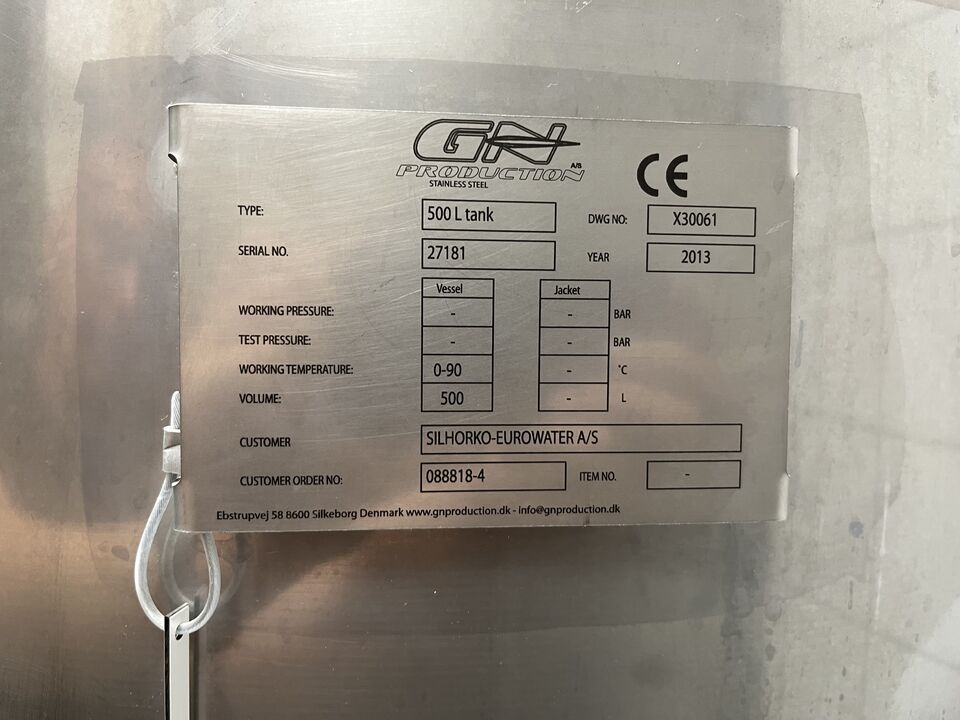 GN
PRODUCTION A/S
STAINLESS STEEL
CE
TYPE: 500 L tank DWG NO: X30061
SERIAL NO. 27181 YEAR 2013
Vessel Jacket
WORKING PRESSURE: - - BAR
TEST PRESSURE: - - BAR
WORKING TEMPERATURE: 0-90 - °C
VOLUME: 500 - L
CUSTOMER SILHORKO-EUROWATER A/S
CUSTOMER ORDER NO: 088818-4 ITEM NO. -
Ebstrupvej 58 8600 Silkeborg Denmark www.gnproduction.dk - info@gnproduction.dk